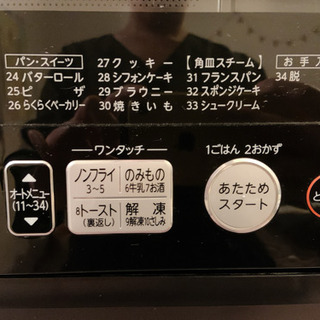 パン・スイーツ
24 バターロール
25 ピザ
26 らくらくベーカリー
27 クッキー
28 シフォンケーキ
29 ブラウニー
30 焼きいも
【角皿スチーム】
31 フランスパン
32 スポンジケーキ
33 シュークリーム
お手入
34 脱
オートメニュー
(11〜34)
ワンタッチ
ノンフライ
3〜5
のみもの
6牛乳7お酒
8トースト
(裏返し)
解凍
9解凍10さしみ
1ごはん 2おかず
あたため
スタート
と